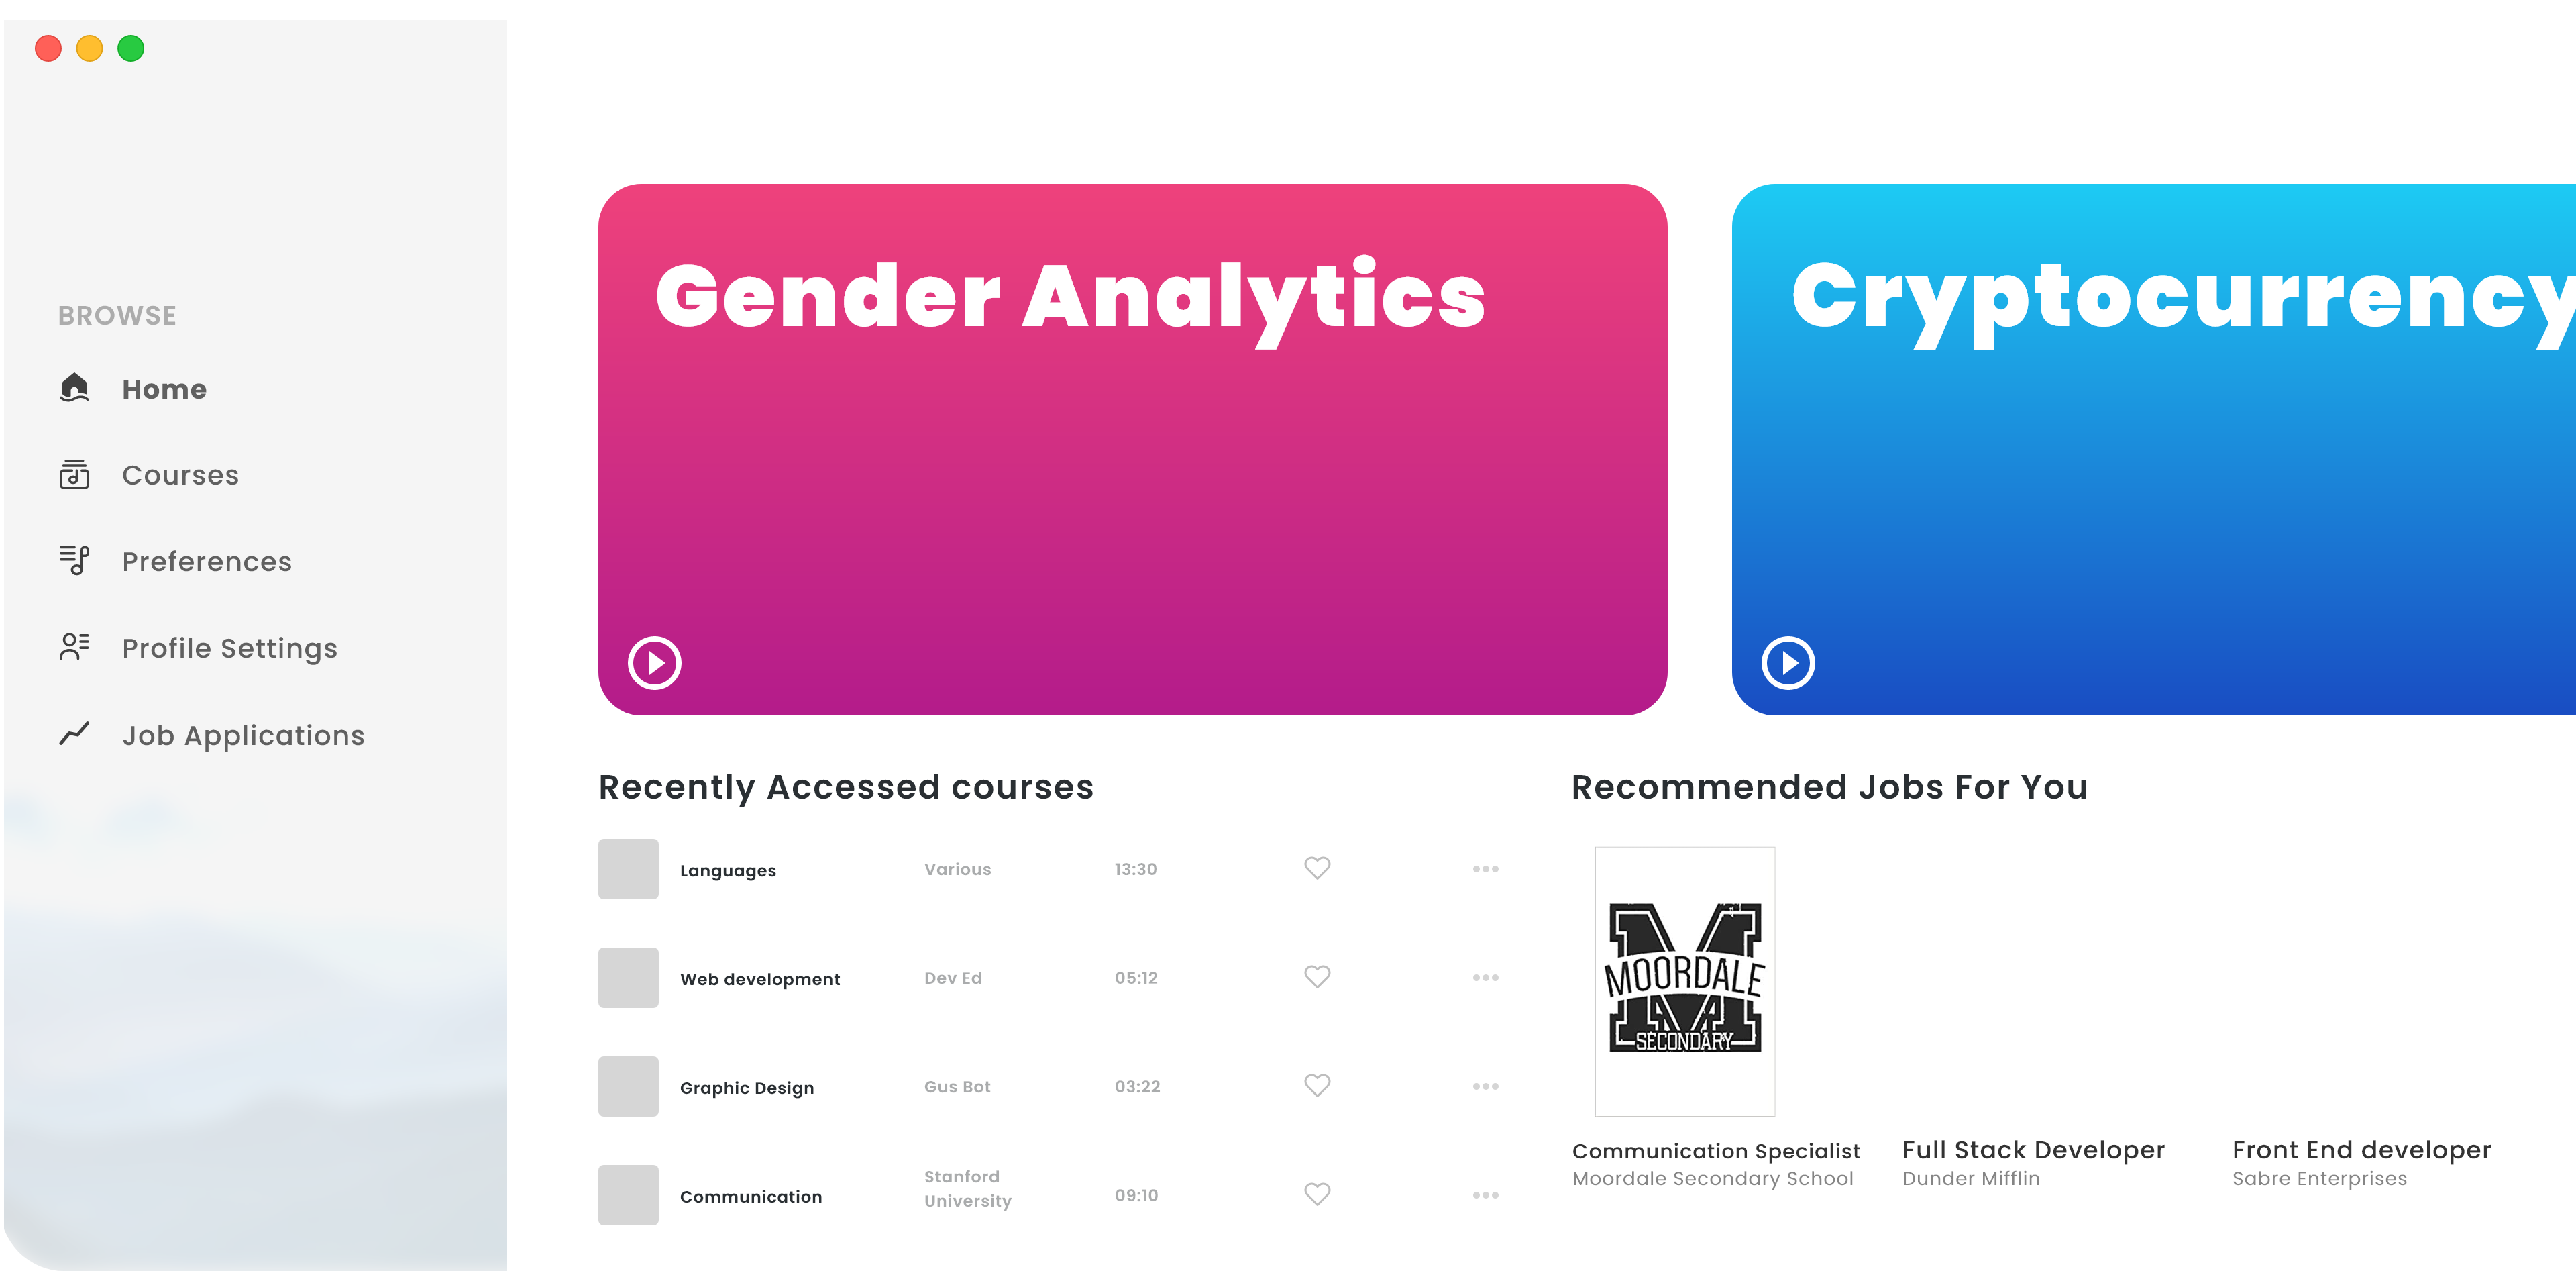 BROWSE
Home
Courses
Preferences
Profile Settings
Job Applications
Gender Analytics
Cryptocurrency
Recently Accessed courses
Languages Various 13:30
Web development Dev Ed 05:12
Graphic Design Gus Bot 03:22
Communication Stanford University 09:10
Recommended Jobs For You
MOORDALE
SECONDARY
Communication Specialist
Moordale Secondary School
Full Stack Developer
Dunder Mifflin
Front End developer
Sabre Enterprises